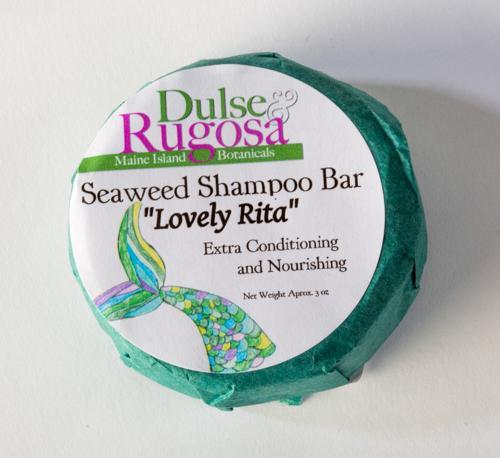 Dulse &
Rugosa
Maine Island Botanicals
Seaweed Shampoo Bar
"Lovely Rita"
Extra Conditioning
and Nourishing
Net Weight Aprox. 3 oz